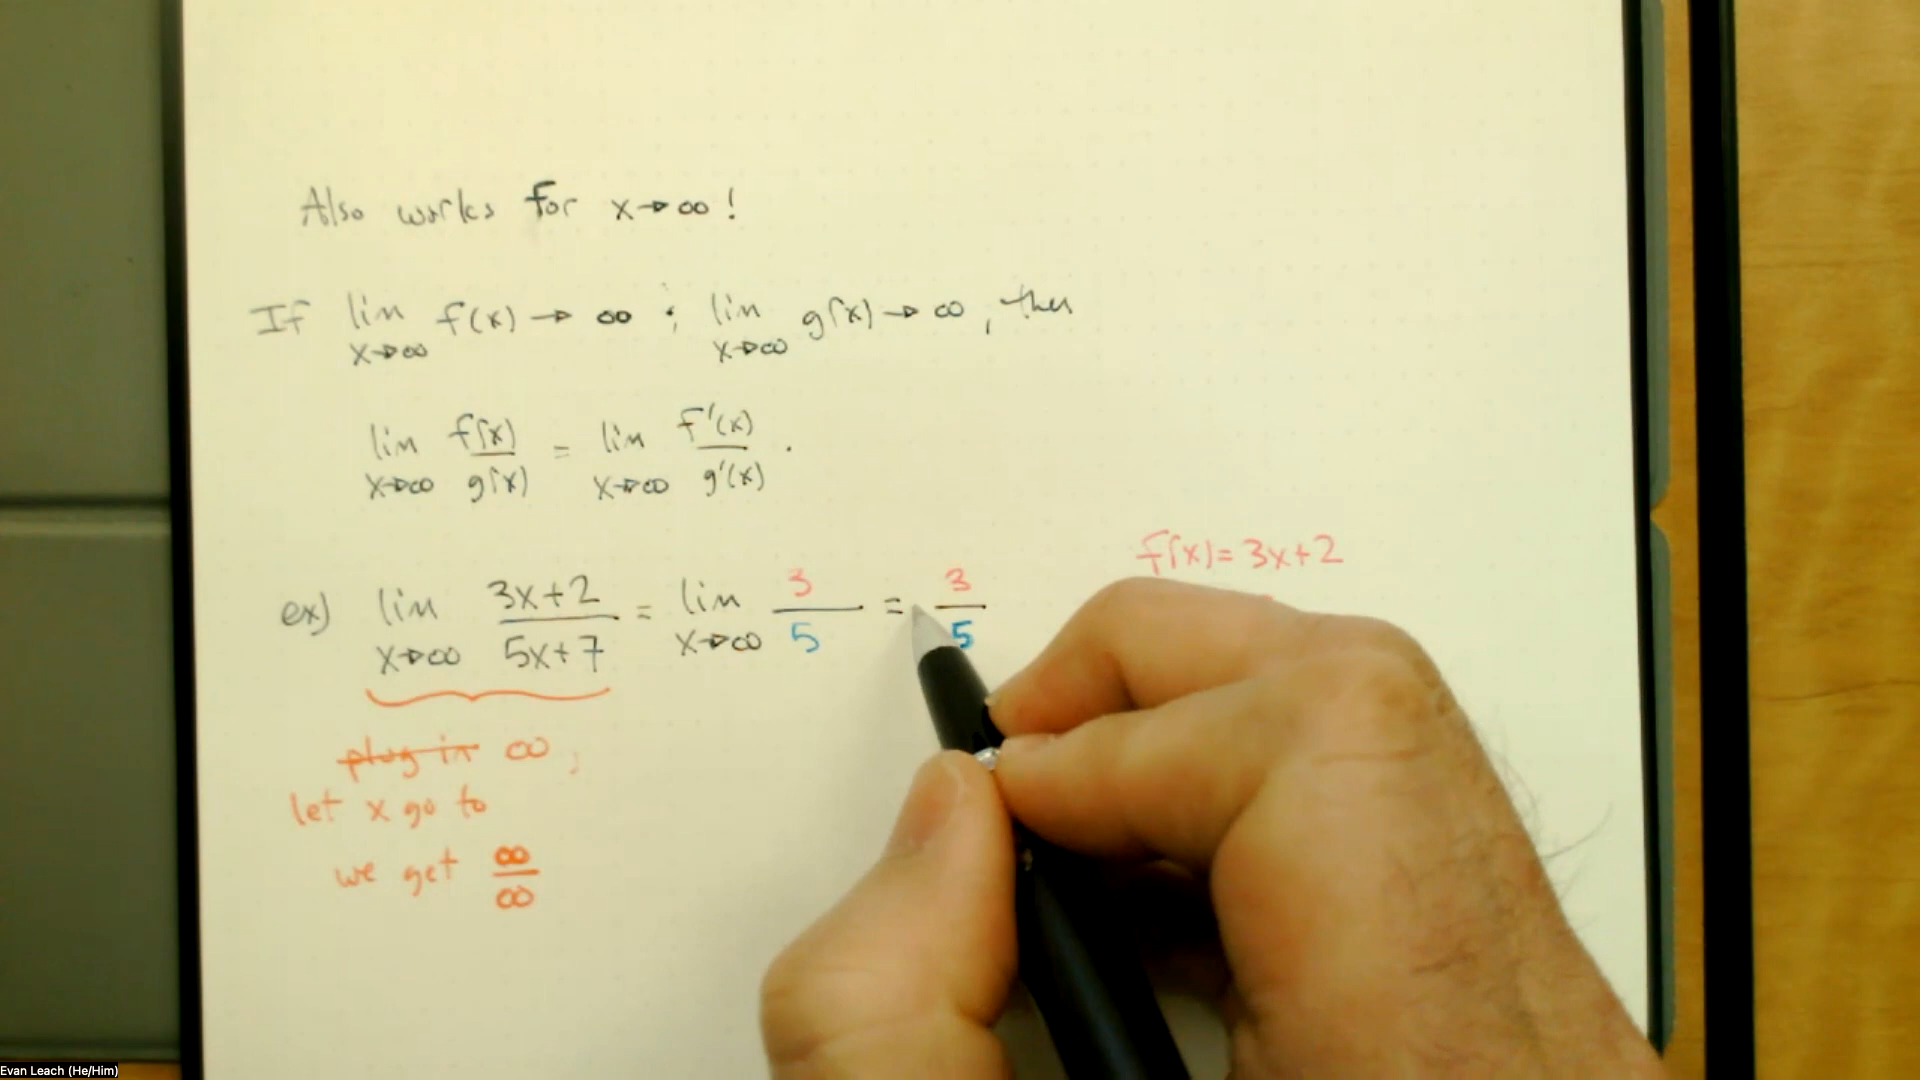 Also works for x→∞!
If lim x→∞ f(x) → ∞ ; lim x→∞ g(x) → ∞, then
lim x→∞ f(x)/g(x) = lim x→∞ f'(x)/g'(x).
f(x) = 3x+2
ex) lim x→∞ 3x+2/5x+7 = lim x→∞ 3/5 = 3/5
plug in ∞,
let x go to
we get ∞/∞
Evan Leach (He/Him)